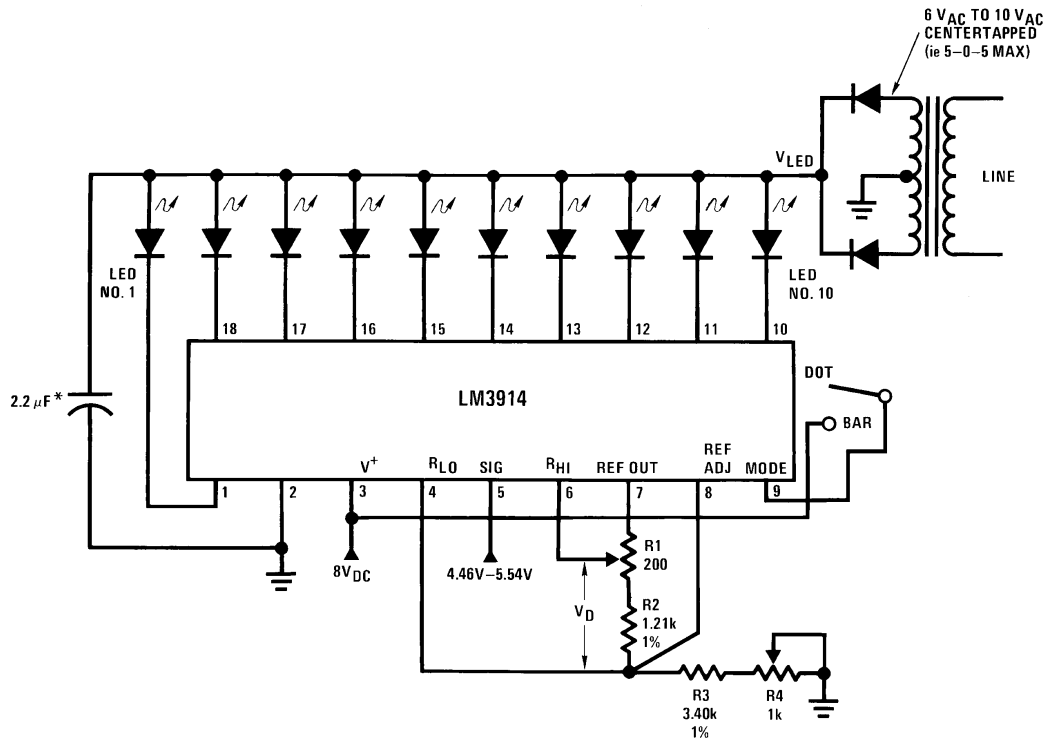 6 VAC TO 10 VAC
CENTERTAPPED
(ie 5–0–5 MAX)
VLED
LINE
LED
NO. 1
LED
NO. 10
18
17
16
15
14
13
12
11
10
DOT
2.2 μF*
LM3914
BAR
V+
RLO
SIG
RHI
REF OUT
REF
ADJ
MODE
1
2
3
4
5
6
7
8
9
8VDC
4.46V–5.54V
R1
200
VD
R2
1.21k
1%
R3
3.40k
1%
R4
1k